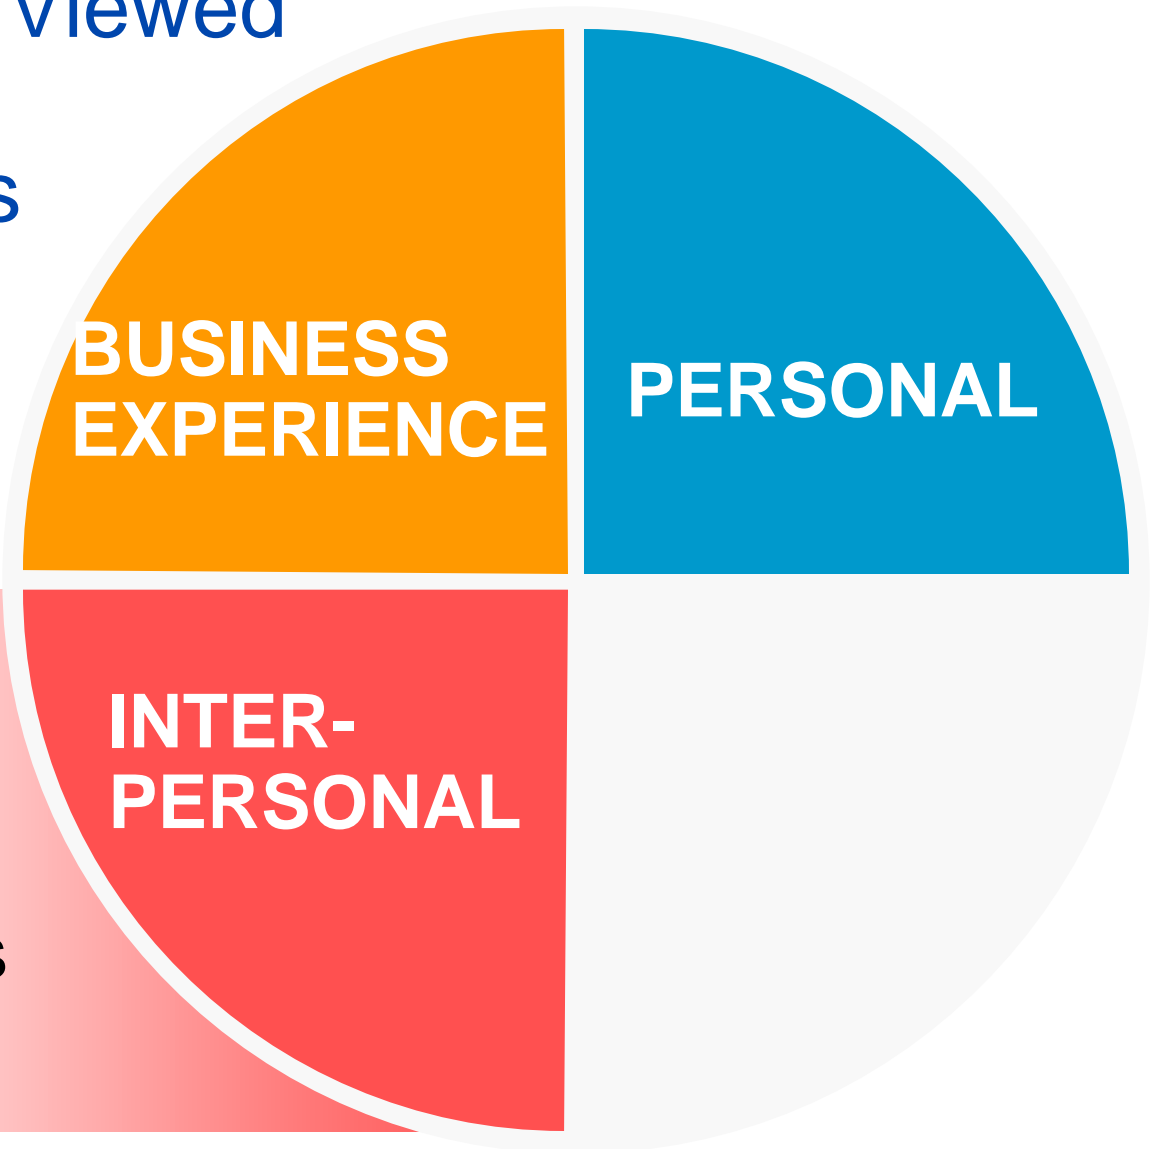 viewed
s
BUSINESS
EXPERIENCE
PERSONAL
INTER-
PERSONAL
s